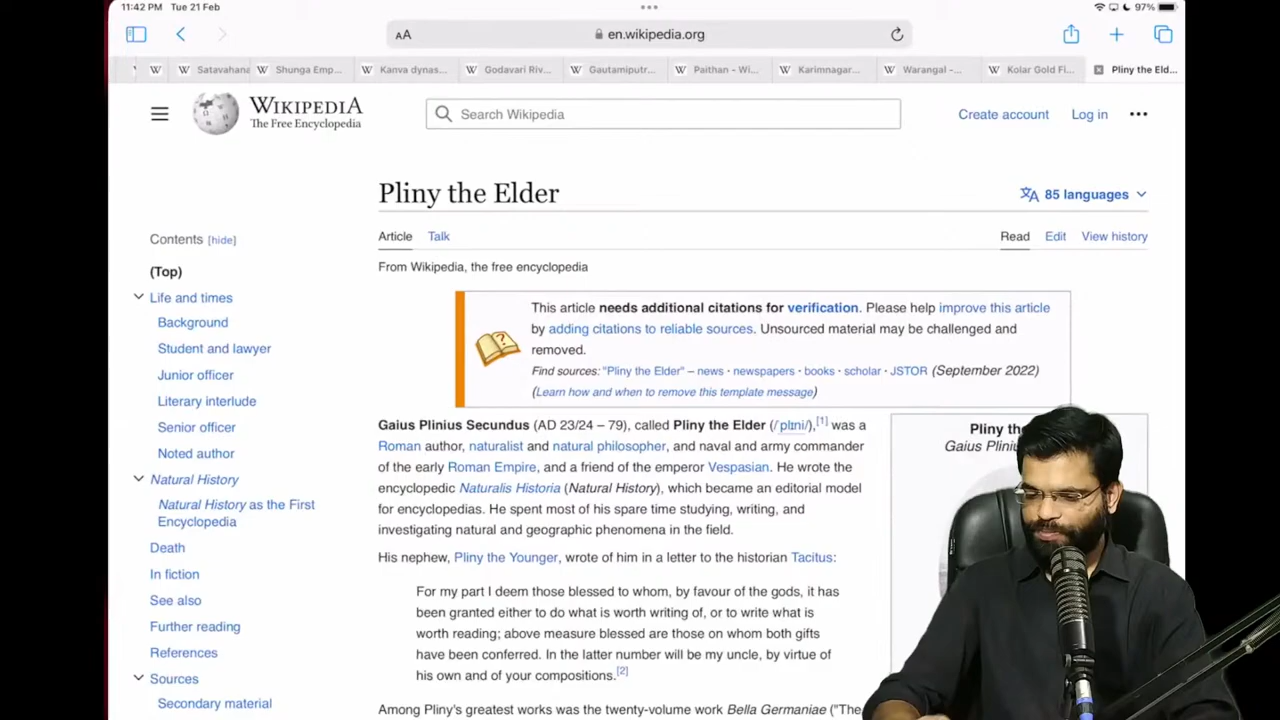 11:42 PM Tue 21 Feb
97%
AA
en.wikipedia.org
Satavahana
Shunga Emp...
Kanva dynas...
Godavari Riv...
Gautamiputr...
Paithan - Wi...
Karimnagar...
Warangal -...
Kolar Gold Fi...
Pliny the Eld...
WIKIPEDIA
The Free Encyclopedia
Search Wikipedia
Create account
Log in
Pliny the Elder
85 languages
Article
Talk
Read
Edit
View history
From Wikipedia, the free encyclopedia
Contents [hide]
(Top)
Life and times
Background
Student and lawyer
Junior officer
Literary interlude
Senior officer
Noted author
Natural History
Natural History as the First
Encyclopedia
Death
In fiction
See also
Further reading
References
Sources
Secondary material
This article needs additional citations for verification. Please help improve this article
by adding citations to reliable sources. Unsourced material may be challenged and
removed.
Find sources: "Pliny the Elder" – news · newspapers · books · scholar · JSTOR (September 2022)
(Learn how and when to remove this template message)
Gaius Plinius Secundus (AD 23/24 – 79), called Pliny the Elder (/ˈplɪni/),[1] was a
Roman author, naturalist and natural philosopher, and naval and army commander
of the early Roman Empire, and a friend of the emperor Vespasian. He wrote the
encyclopedic Naturalis Historia (Natural History), which became an editorial model
for encyclopedias. He spent most of his spare time studying, writing, and
investigating natural and geographic phenomena in the field.
His nephew, Pliny the Younger, wrote of him in a letter to the historian Tacitus:
For my part I deem those blessed to whom, by favour of the gods, it has
been granted either to do what is worth writing of, or to write what is
worth reading; above measure blessed are those on whom both gifts
have been conferred. In the latter number will be my uncle, by virtue of
his own and of your compositions.[2]
Among Pliny's greatest works was the twenty-volume work Bella Germaniae ("The
Pliny
Gaius